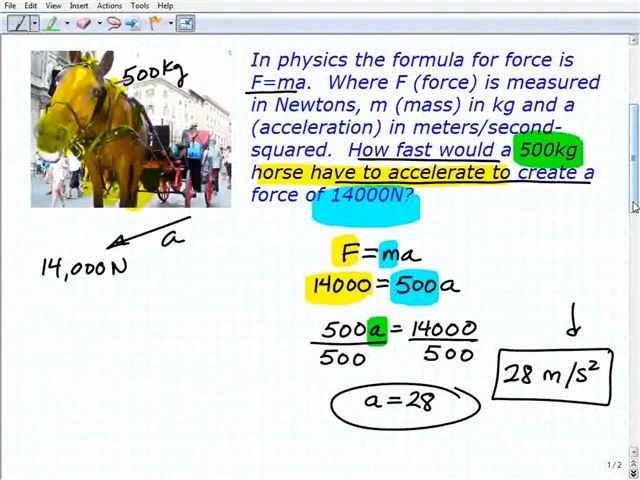 File Edit View Insert Format Actions Tools Help
500kg
In physics the formula for force is
F=ma. Where F (force) is measured
in Newtons, m (mass) in kg and a
(acceleration) in meters/second-
squared. How fast would a 500kg
horse have to accelerate to create a
force of 14000N?
a
14,000N
F = ma
14000 = 500a
500a = 14000
500 500
28 m/s²
a = 28
1/2